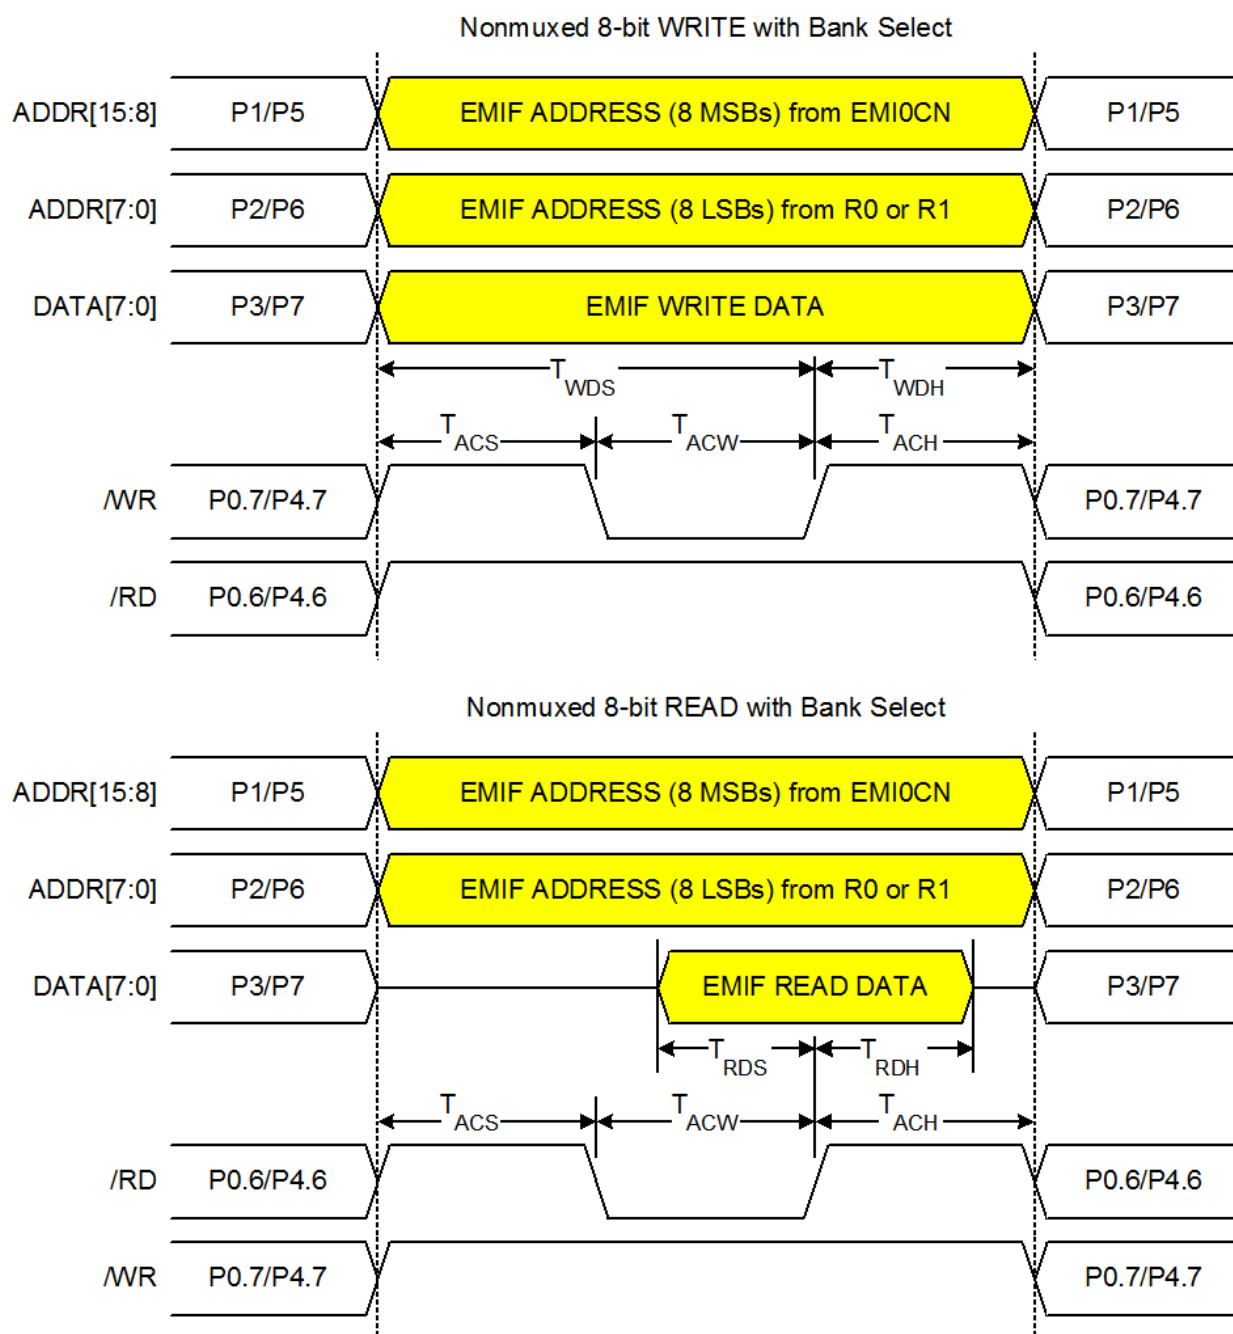 Nonmuxed 8-bit WRITE with Bank Select
ADDR[15:8] P1/P5 EMIF ADDRESS (8 MSBs) from EMI0CN P1/P5
ADDR[7:0] P2/P6 EMIF ADDRESS (8 LSBs) from R0 or R1 P2/P6
DATA[7:0] P3/P7 EMIF WRITE DATA P3/P7
TWDS TWDH
TACS TACW TACH
/WR P0.7/P4.7 P0.7/P4.7
/RD P0.6/P4.6 P0.6/P4.6
Nonmuxed 8-bit READ with Bank Select
ADDR[15:8] P1/P5 EMIF ADDRESS (8 MSBs) from EMI0CN P1/P5
ADDR[7:0] P2/P6 EMIF ADDRESS (8 LSBs) from R0 or R1 P2/P6
DATA[7:0] P3/P7 EMIF READ DATA P3/P7
TRDS TRDH
TACS TACW TACH
/RD P0.6/P4.6 P0.6/P4.6
/WR P0.7/P4.7 P0.7/P4.7